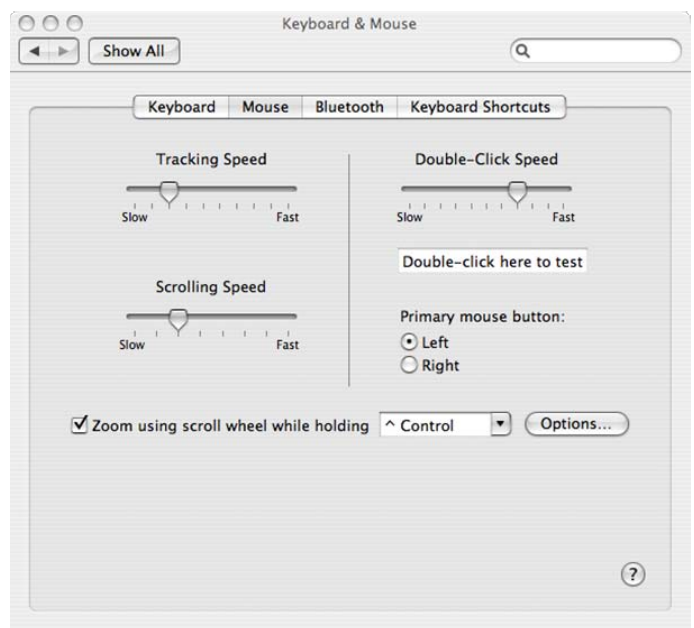 Keyboard & Mouse
Show All
Keyboard Mouse Bluetooth Keyboard Shortcuts
Tracking Speed
Slow Fast
Double-Click Speed
Slow Fast
Double-click here to test
Scrolling Speed
Slow Fast
Primary mouse button:
Left
Right
Zoom using scroll wheel while holding ^ Control Options...
?